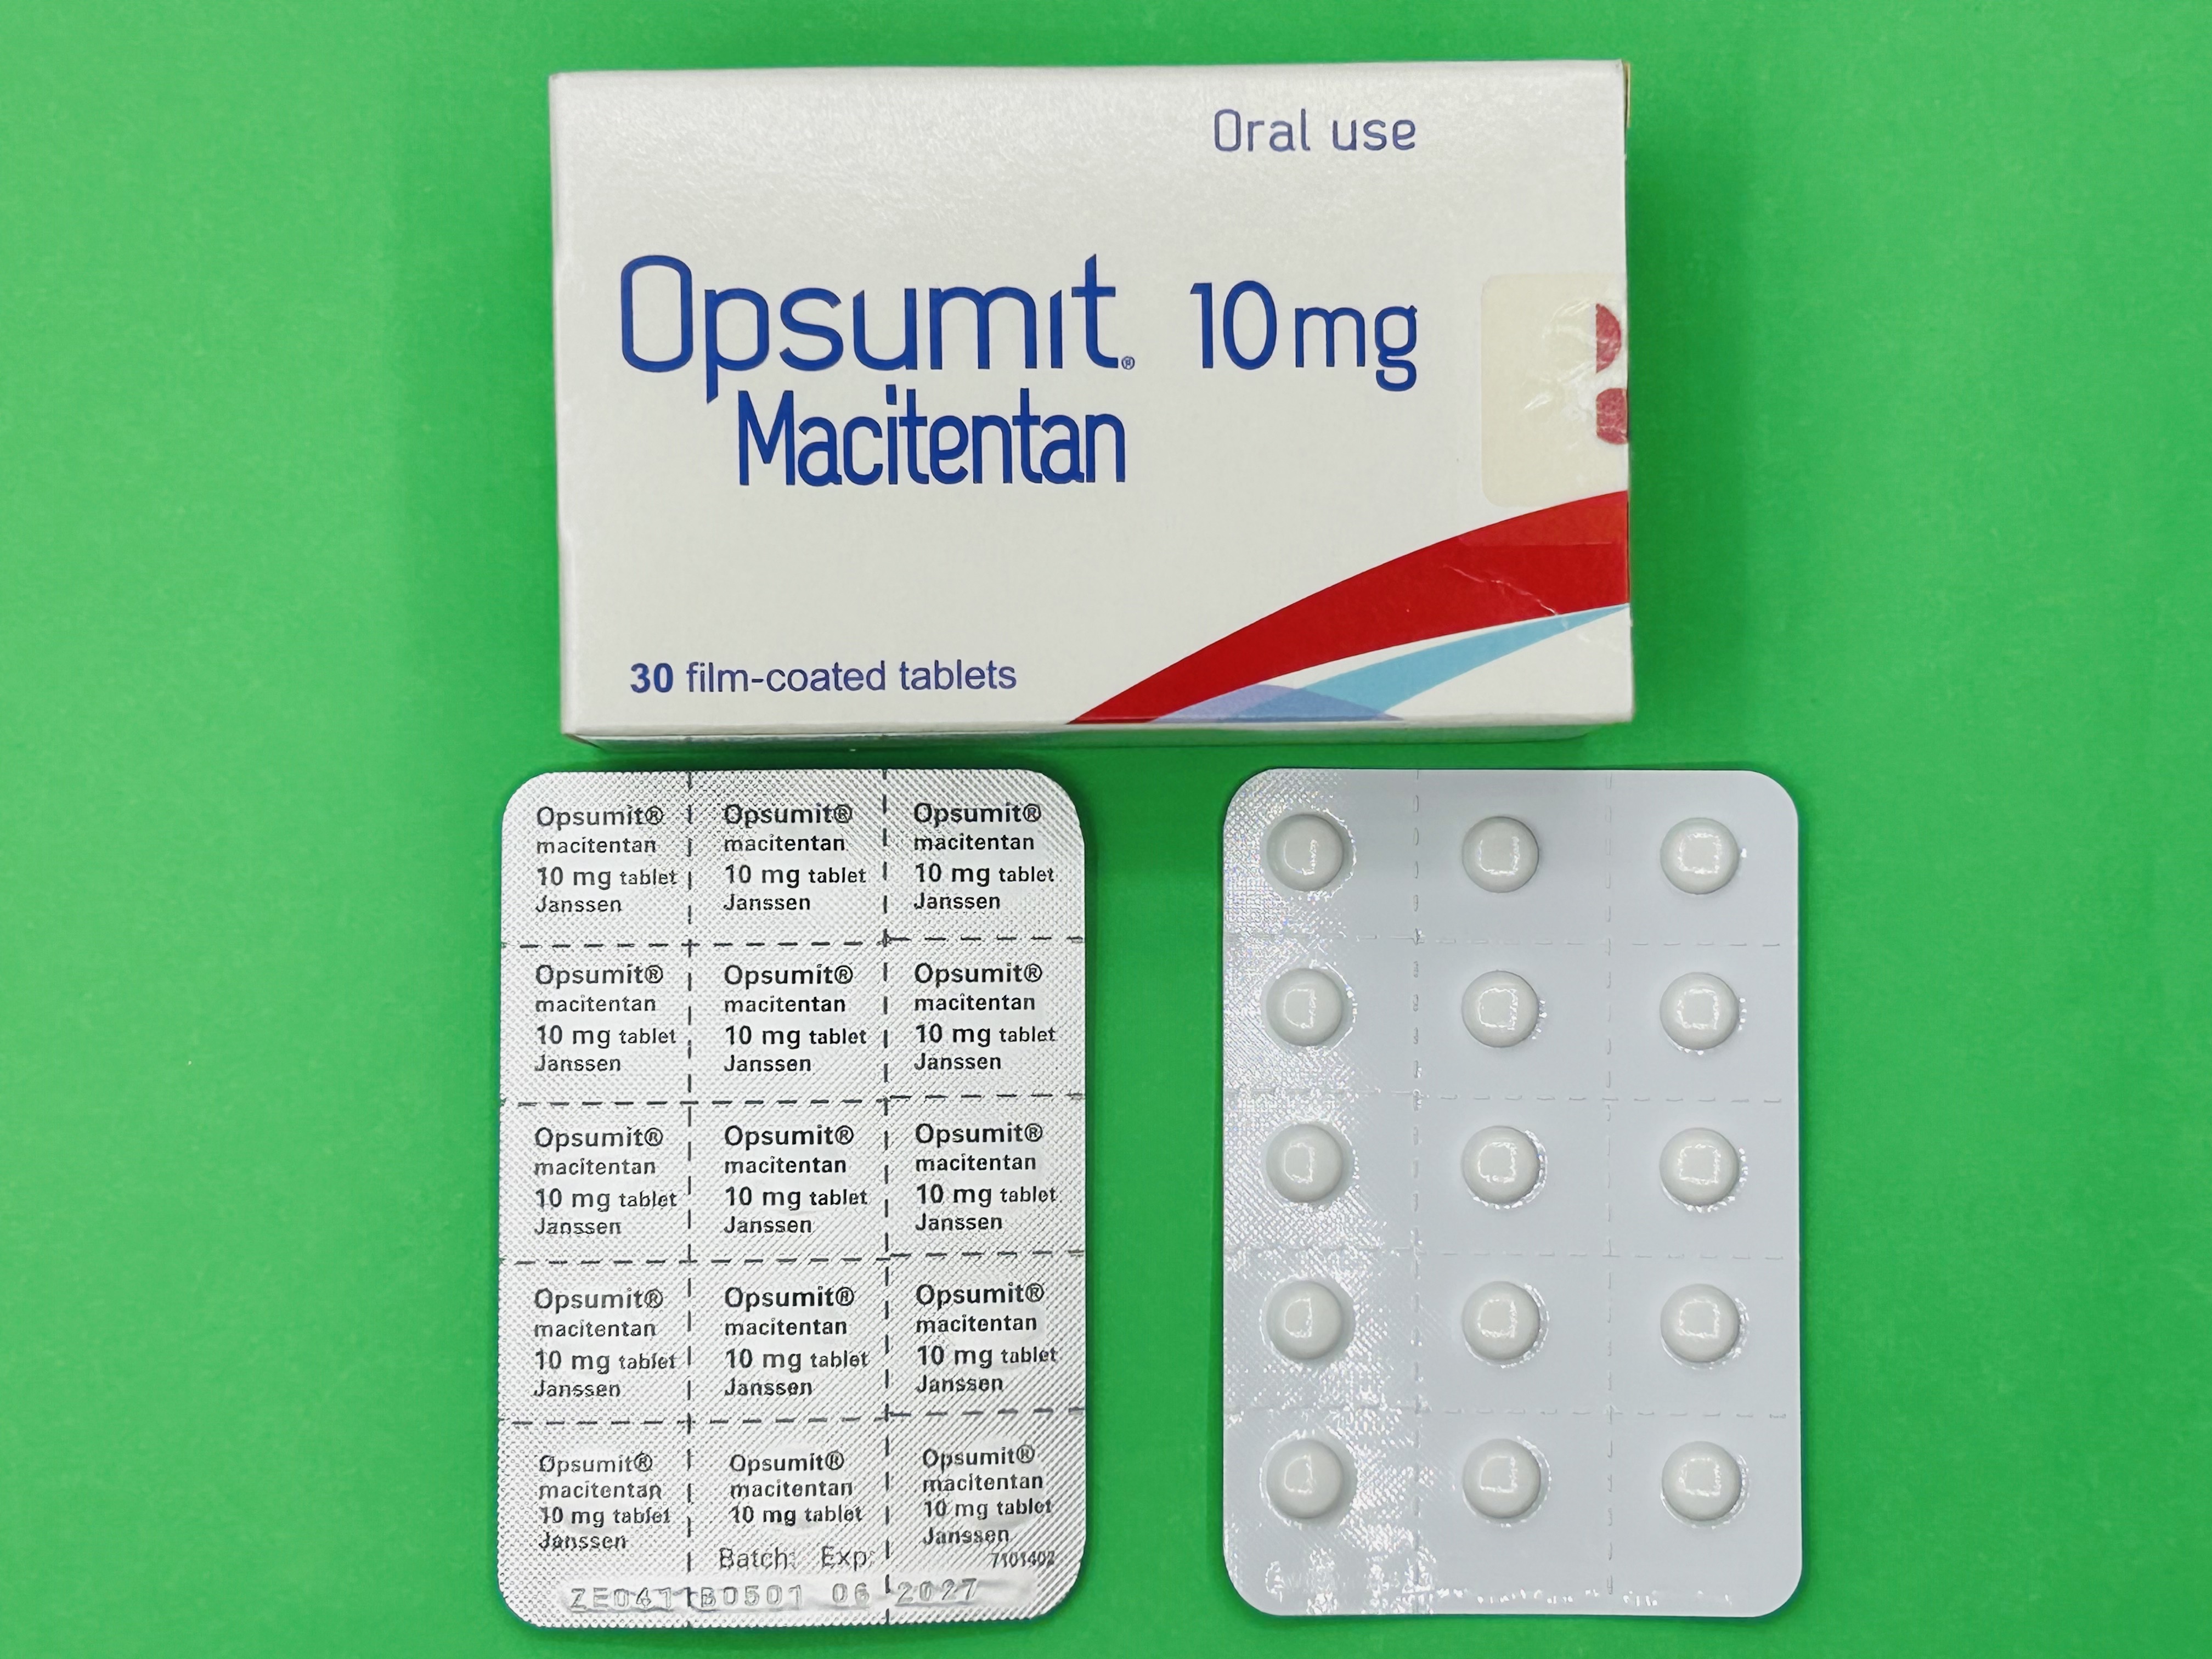 Oral use
Opsumit® 10 mg
Macitentan
30 film-coated tablets
Opsumit® Opsumit® Opsumit®
macitentan macitentan macitentan
10 mg tablet 10 mg tablet 10 mg tablet
Janssen Janssen Janssen
Opsumit® Opsumit® Opsumit®
macitentan macitentan macitentan
10 mg tablet 10 mg tablet 10 mg tablet
Janssen Janssen Janssen
Opsumit® Opsumit® Opsumit®
macitentan macitentan macitentan
10 mg tablet 10 mg tablet 10 mg tablet
Janssen Janssen Janssen
Opsumit® Opsumit® Opsumit®
macitentan macitentan macitentan
10 mg tablet 10 mg tablet 10 mg tablet
Janssen Janssen Janssen
Opsumit® Opsumit® Opsumit®
macitentan macitentan macitentan
10 mg tablet 10 mg tablet 10 mg tablet
Janssen Janssen
Batch: Exp: 7101402
06 2027